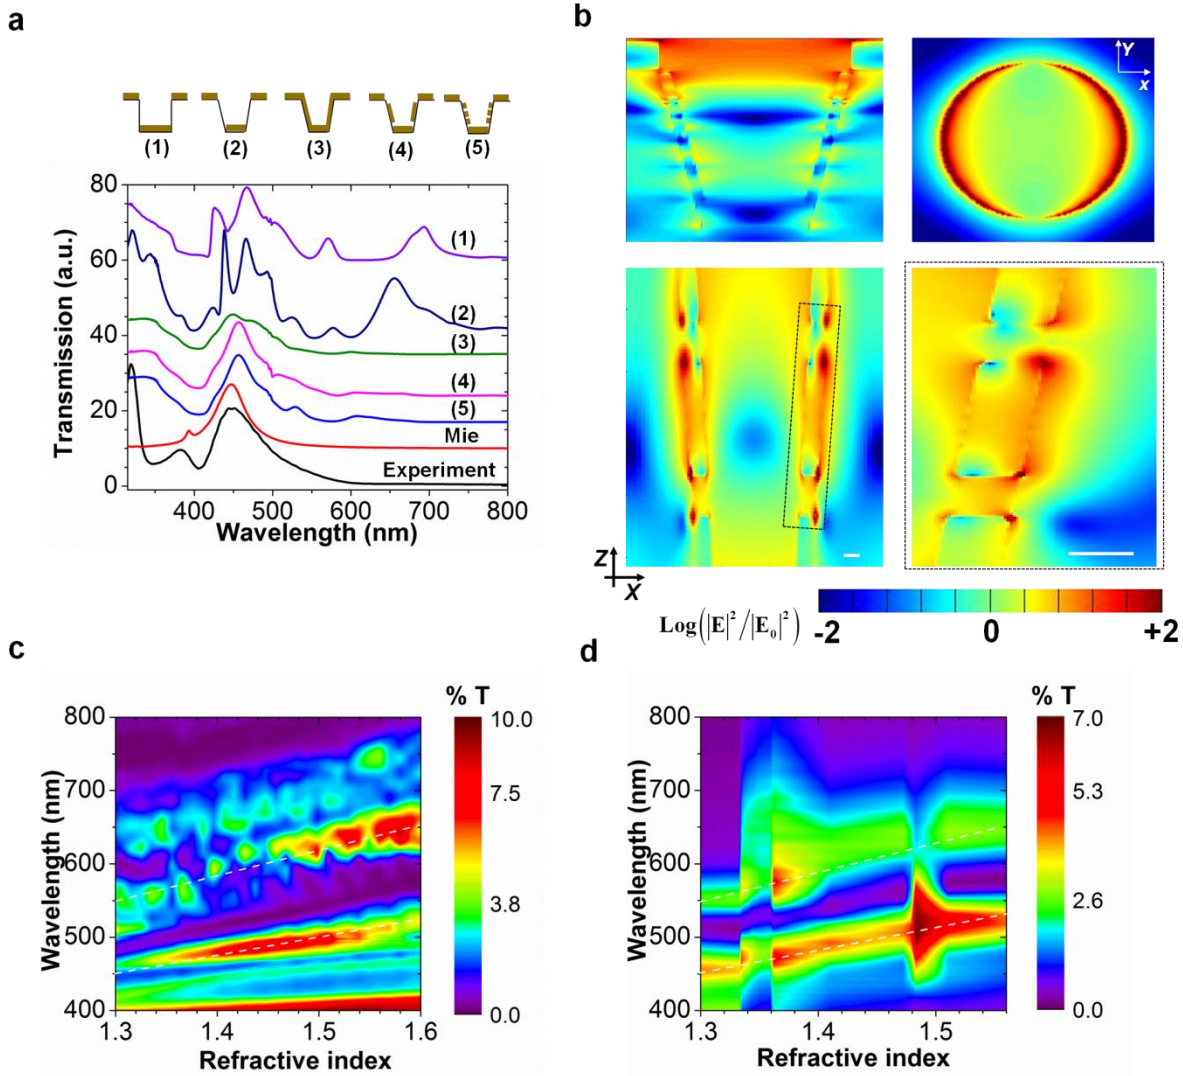 a
(1) (2) (3) (4) (5)
80
60
40
20
0
Transmission (a.u.)
(1)
(2)
(3)
(4)
(5)
Mie
Experiment
400 500 600 700 800
Wavelength (nm)
b
Y
x
Z
X
Log(|E|²/|E₀|²)
-2 0 +2
c
% T
800
700
600
500
400
Wavelength (nm)
10.0
7.5
5.0
3.8
0.0
1.3 1.4 1.5 1.6
Refractive index
d
% T
800
700
600
500
400
Wavelength (nm)
7.0
5.3
4.4
2.6
0.0
1.3 1.4 1.5
Refractive index